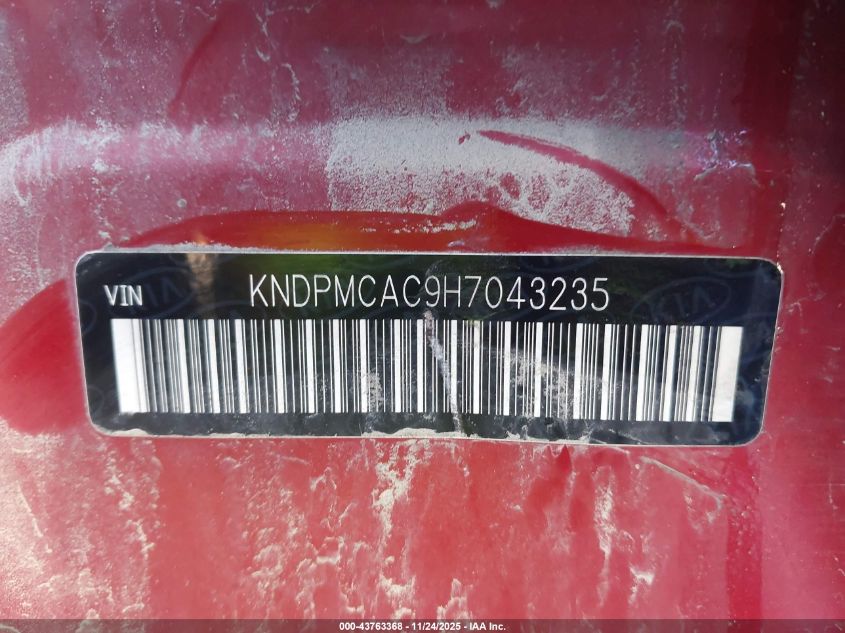 VIN KNDPMCAC9H7043235
000-43763368 - 11/24/2025 - IAA Inc.